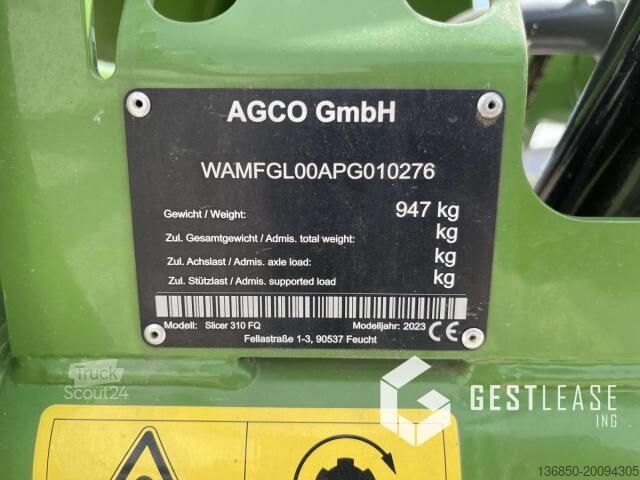 AGCO GmbH
WAMFGL00APG010276
Gewicht / Weight: 947 kg
Zul. Gesamtgewicht / Admis. total weight: kg
Zul. Achslast / Admis. axle load: kg
Zul. Stützlast / Admis. supported load kg
Modell: Slicer 310 FQ Modelljahr: 2023 CE
Fellastraße 1-3, 90537 Feucht
Truck
Scout24
GESTLEASE
ING
136850-20094305